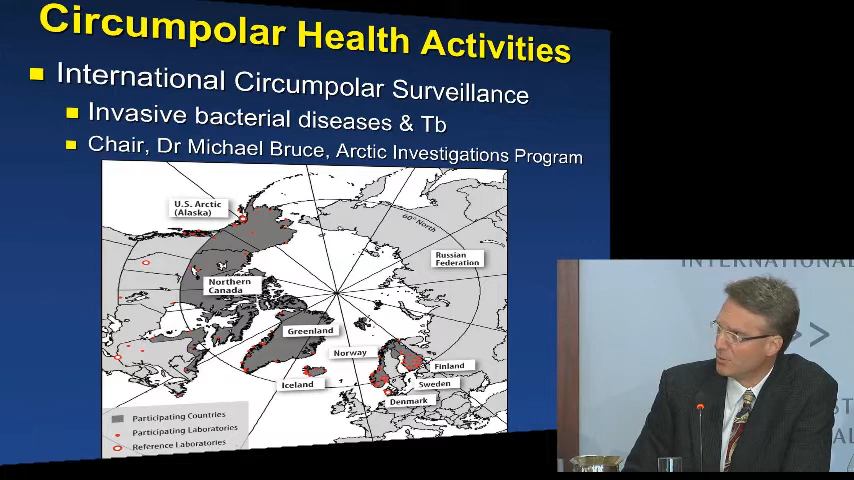 Circumpolar Health Activities
International Circumpolar Surveillance
Invasive bacterial diseases & Tb
Chair, Dr Michael Bruce, Arctic Investigations Program
U.S. Arctic
(Alaska)
60° North
Russian
Federation
Northern
Canada
Greenland
Norway
Finland
Iceland
Sweden
Denmark
Participating Countries
Participating Laboratories
Reference Laboratories
INTERNATIONAL
>>